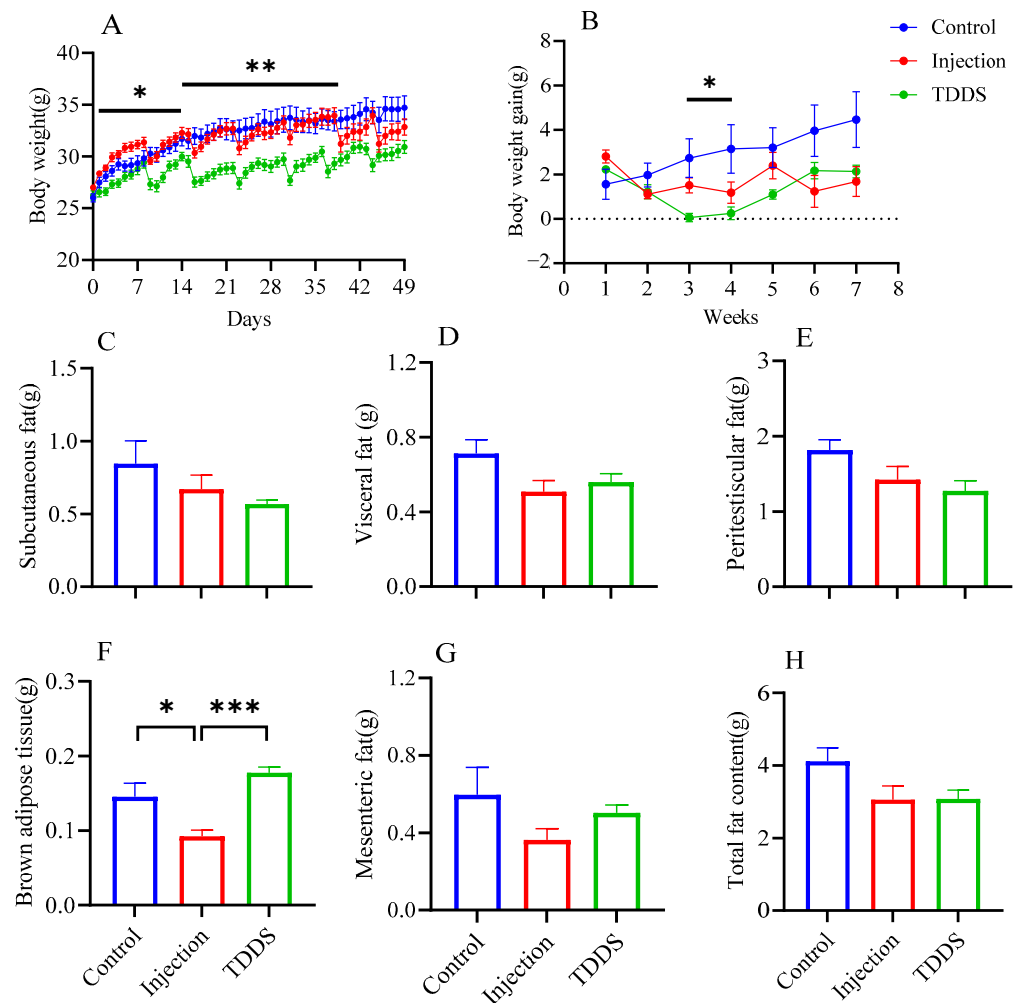 A
Body weight(g)
40
35
30
25
20
*
**
0 7 14 21 28 35 42 49
Days
B
Body weight gain(g)
8
6
4
2
0
−2
*
0 1 2 3 4 5 6 7 8
Weeks
Control
Injection
TDDS
C
Subcutaneous fat(g)
1.5
1.0
0.5
0.0
D
Visceral fat (g)
1.2
0.8
0.4
0.0
E
Peritestiscular fat(g)
3
2
1
0
F
Brown adipose tissue(g)
0.3
0.2
0.1
0.0
*
***
Control
Injection
TDDS
G
Mesenteric fat(g)
1.2
0.8
0.4
0.0
Control
Injection
TDDS
H
Total fat content(g)
6
4
2
0
Control
Injection
TDDS